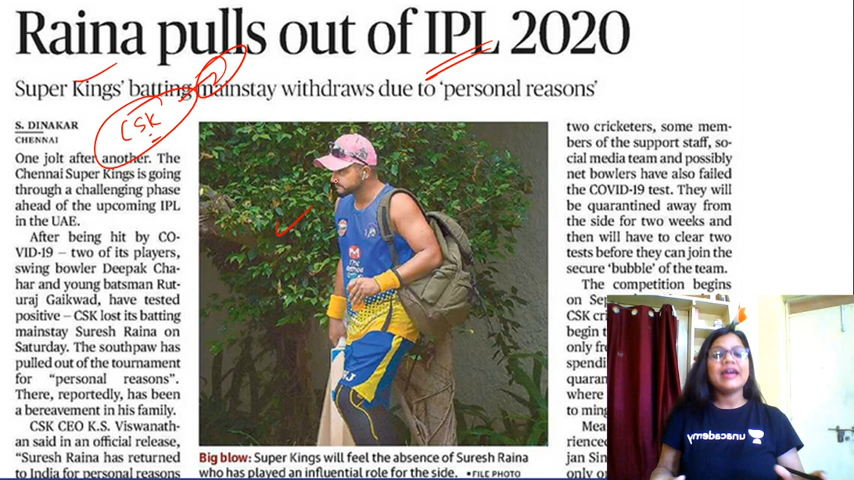 Raina pulls out of IPL 2020
Super Kings' batting mainstay withdraws due to 'personal reasons'
CSK
S. DINAKAR
CHENNAI
One jolt after another. The
Chennai Super Kings is going
through a challenging phase
ahead of the upcoming IPL
in the UAE.
After being hit by CO-
VID-19 – two of its players,
swing bowler Deepak Cha-
har and young batsman Rut-
uraj Gaikwad, have tested
positive – CSK lost its batting
mainstay Suresh Raina on
Saturday. The southpaw has
pulled out of the tournament
for "personal reasons".
There, reportedly, has been
a bereavement in his family.
CSK CEO K.S. Viswanath-
an said in an official release,
"Suresh Raina has returned
to India for personal reasons
Big blow: Super Kings will feel the absence of Suresh Raina
who has played an influential role for the side. •FILE PHOTO
two cricketers, some mem-
bers of the support staff, so-
cial media team and possibly
net bowlers have also failed
the COVID-19 test. They will
be quarantined away from
the side for two weeks and
then will have to clear two
tests before they can join the
secure 'bubble' of the team.
The competition begins
on
CSK
begin
only
where
to
jan
only
unacademy